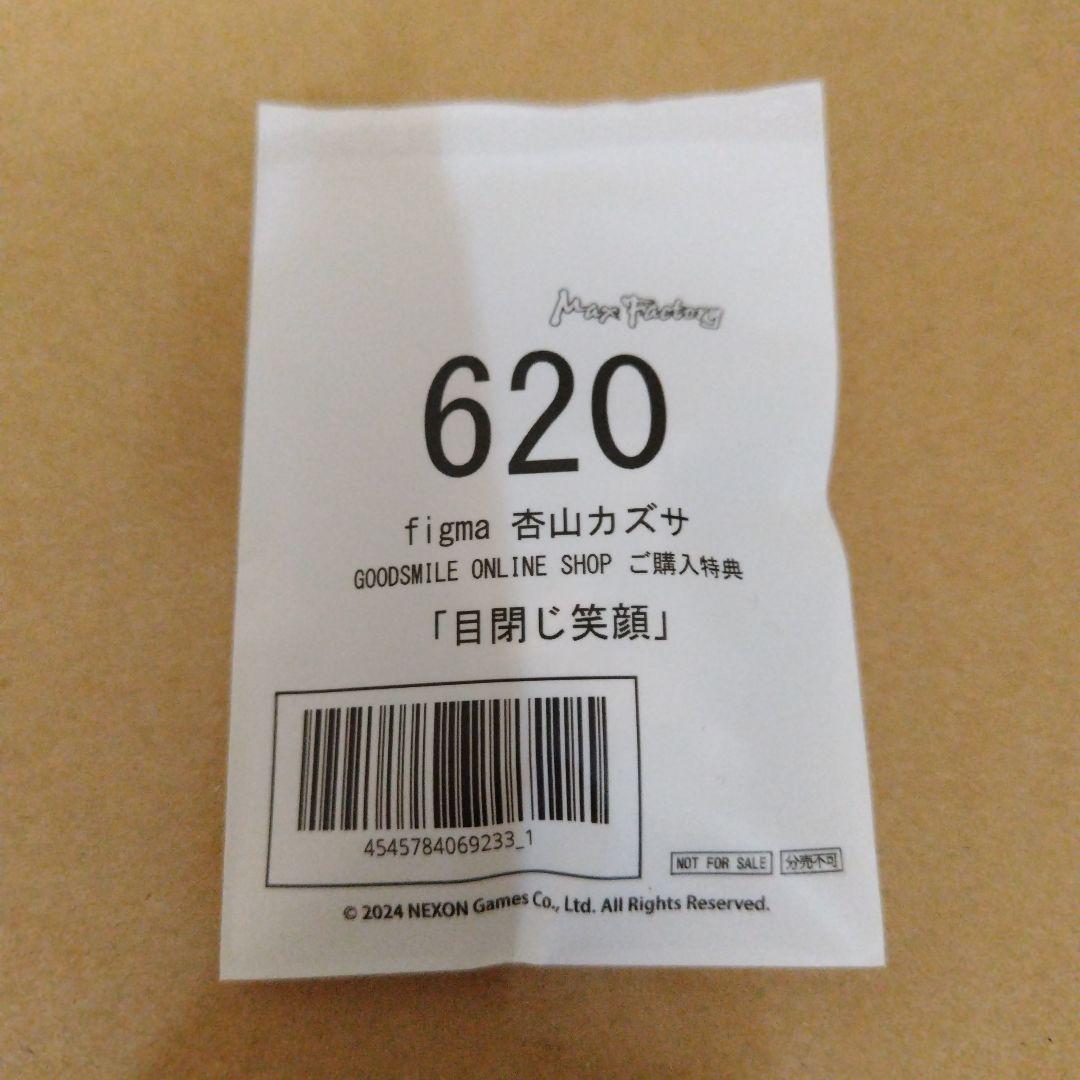 Max Factory
620
figma 杏山カズサ
GOODSMILE ONLINE SHOP ご購入特典
「目閉じ笑顔」
4545784069233_1
NOT FOR SALE 分売不可
© 2024 NEXON Games Co., Ltd. All Rights Reserved.